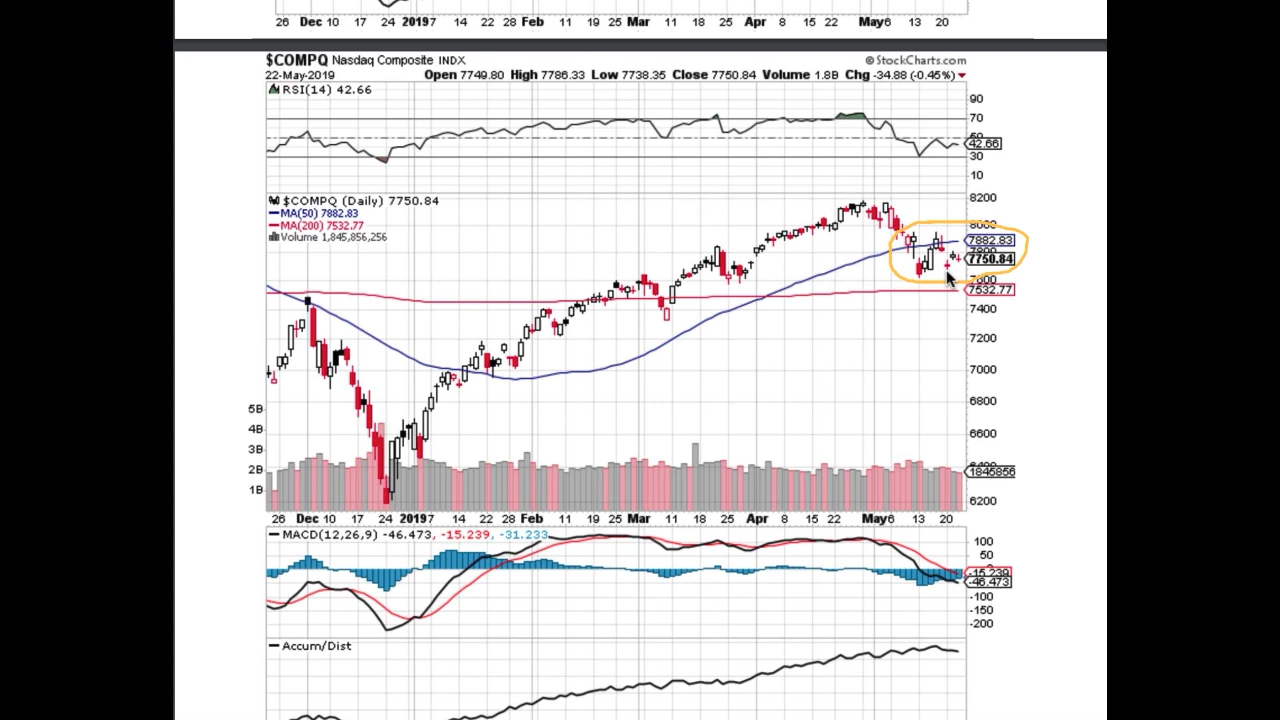 26 Dec 10 17 24 2019 7 14 22 28 Feb 11 19 25 Mar 11 18 25 Apr 8 15 22 May 6 13 20
$COMPQ Nasdaq Composite INDX © StockCharts.com
22-May-2019 Open 7749.80 High 7786.33 Low 7738.35 Close 7750.84 Volume 1.8B Chg -34.88 (-0.45%)
RSI(14) 42.66
90
70
50
42.66
30
10
$COMPQ (Daily) 7750.84
MA(50) 7882.83
MA(200) 7532.77
Volume 1,845,856,256
8200
8000
7882.83
7800
7750.84
7600
7532.77
7400
7200
7000
6800
6600
6400
6200
5B
4B
3B
2B
1B
1845856
26 Dec 10 17 24 2019 7 14 22 28 Feb 11 19 25 Mar 11 18 25 Apr 8 15 22 May 6 13 20
MACD(12,26,9) -46.473, -15.239, -31.233
100
50
0
-15.239
-46.473
-100
-150
-200
Accum/Dist